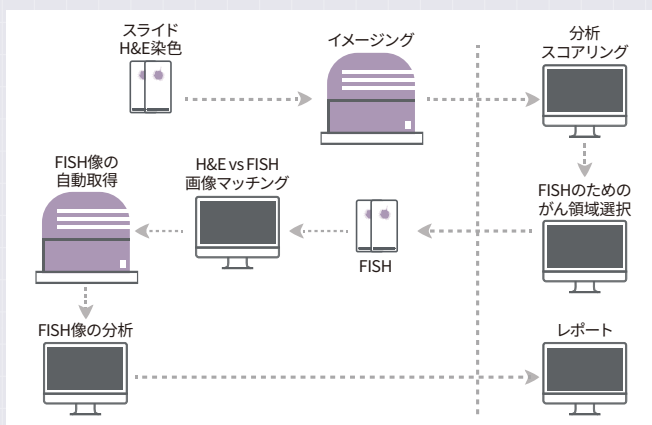 スライド
H&E染色
イメージング
分析
スコアリング
FISHのための
がん領域選択
FISH
H&E vs FISH
画像マッチング
FISH像の
自動取得
FISH像の分析
レポート